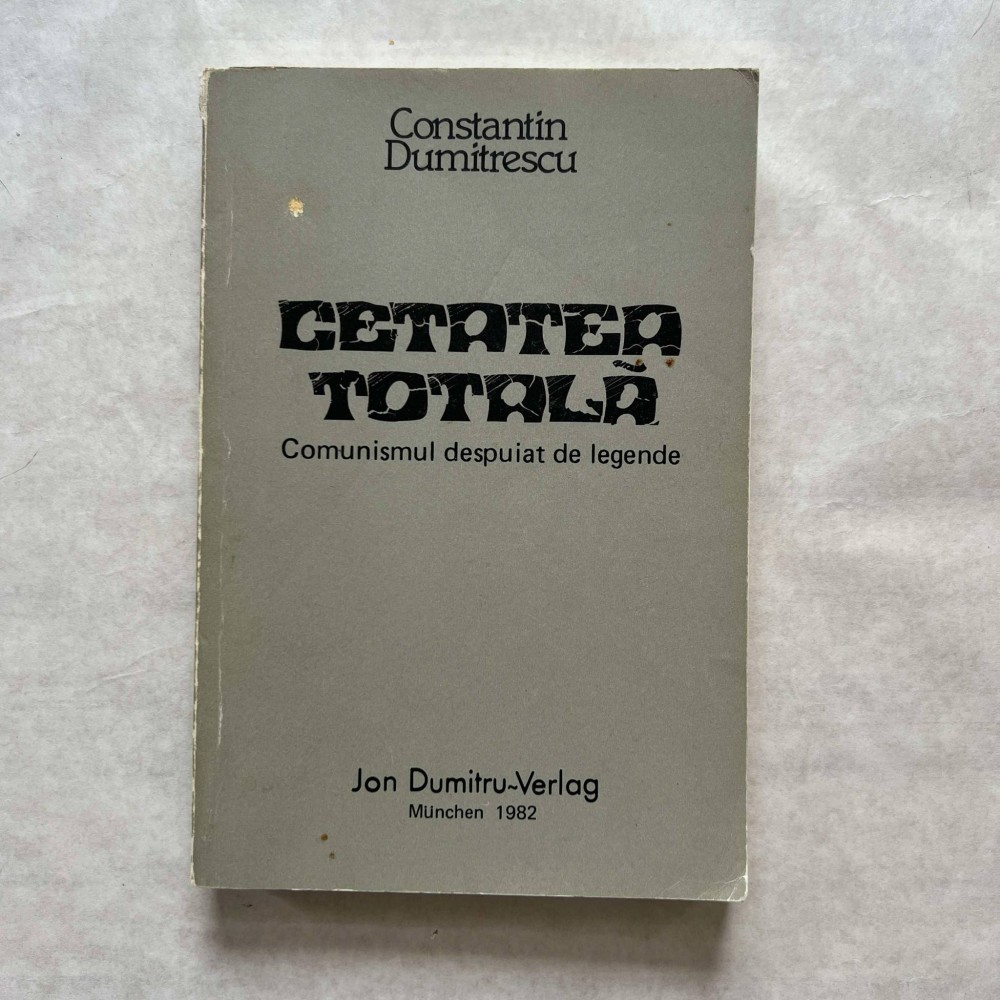 Constantin
Dumitrescu
CETATEA
TOTALĂ
Comunismul despuiat de legende
Jon Dumitru~Verlag
München 1982